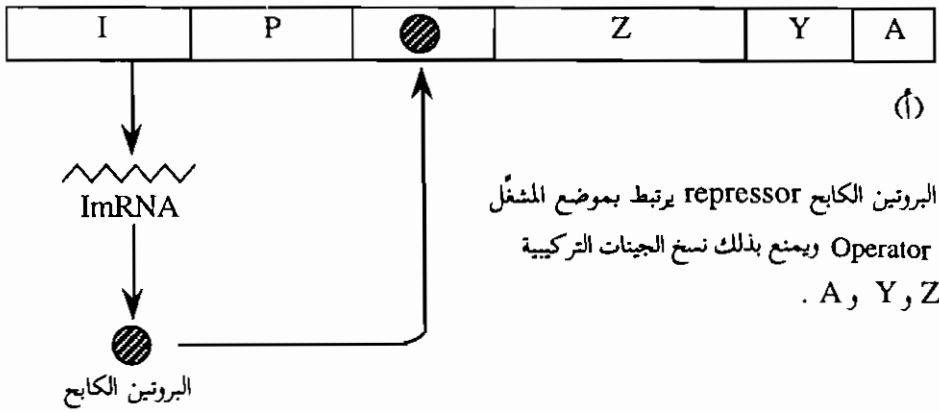 I P Z Y A
(أ)
ImRNA
البروتين الكابح repressor يرتبط بموضع المشغّل
Operator ويمنع بذلك نسخ الجينات التركيبية
Z و Y و A .
البروتين الكابح